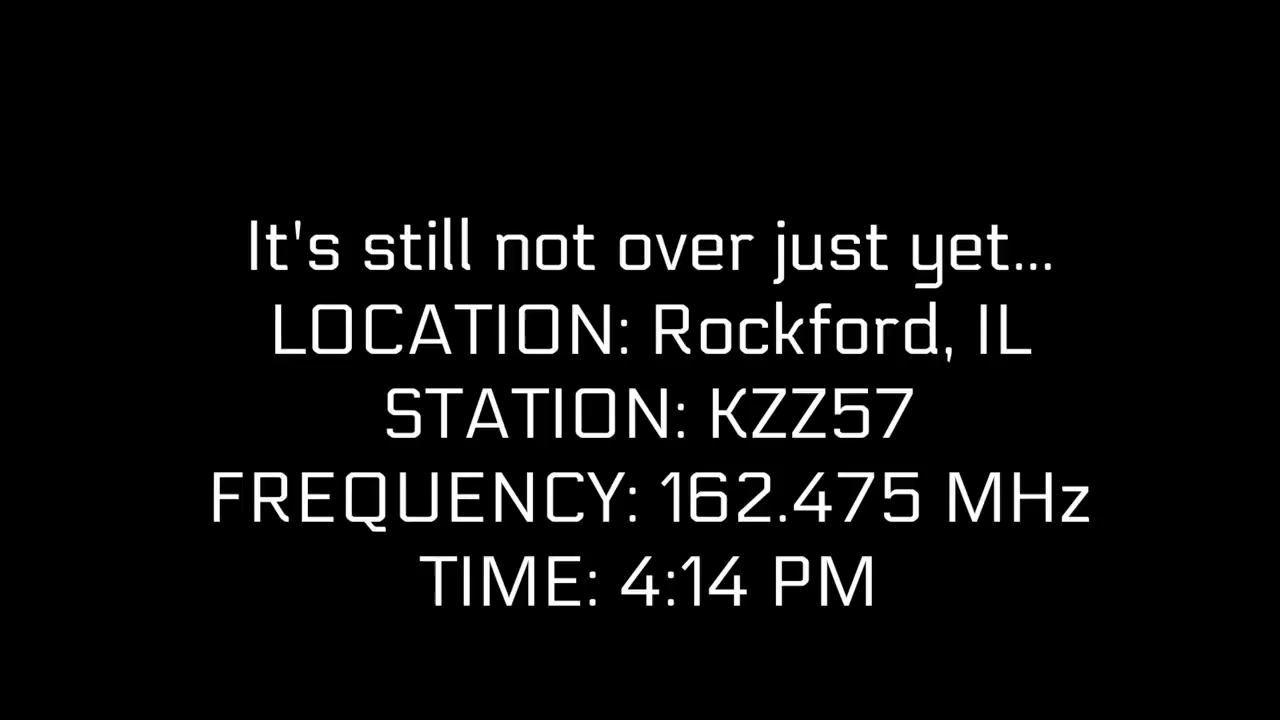 It's still not over just yet...
LOCATION: Rockford, IL
STATION: KZZ57
FREQUENCY: 162.475 MHz
TIME: 4:14 PM